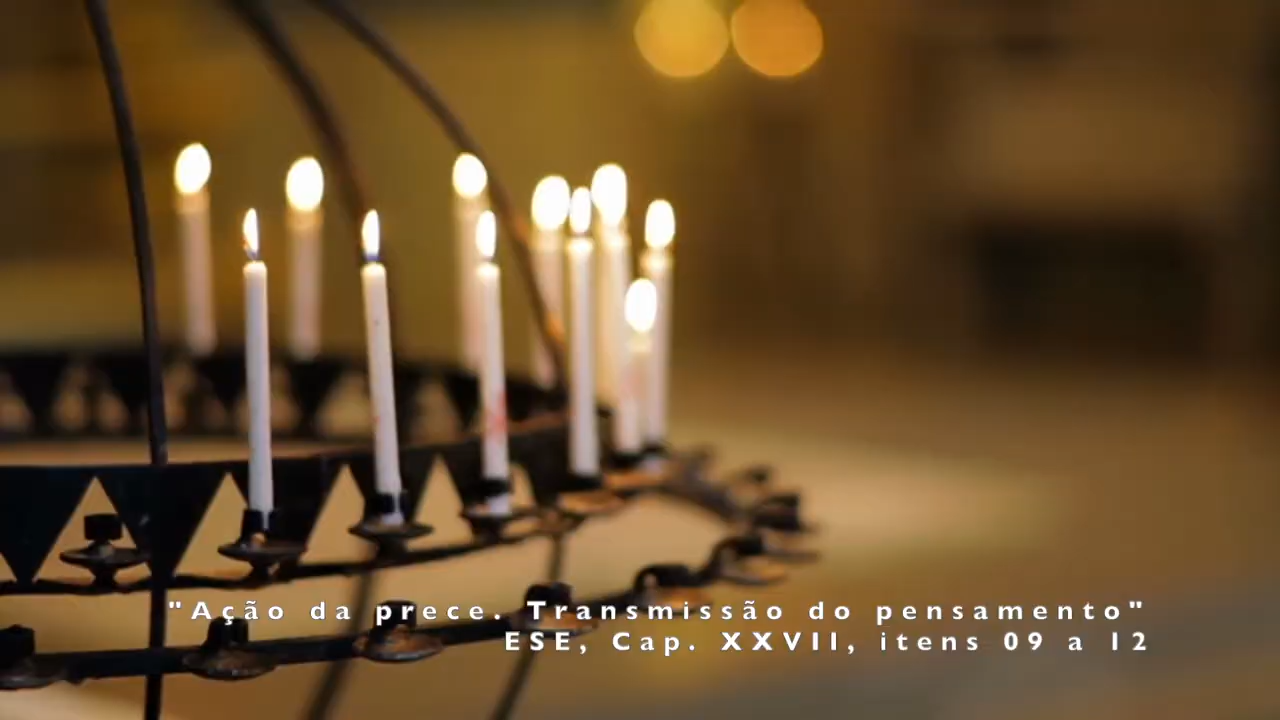 "Ação da prece. Transmissão do pensamento"
ESE, Cap. XXVII, itens 09 a 12